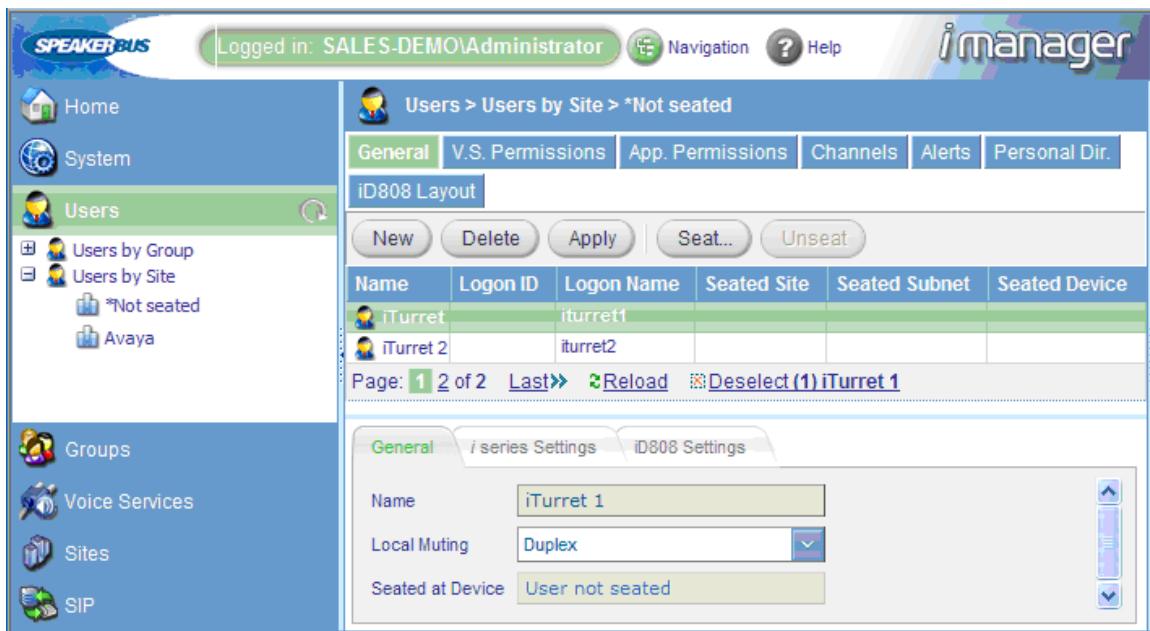 SPEAKERBUS
Logged in: SALES-DEMO\Administrator
Navigation
? Help
imanager
Home
System
Users
Users by Group
Users by Site
*Not seated
Avaya
Groups
Voice Services
Sites
SIP
Users > Users by Site > *Not seated
General V.S. Permissions App. Permissions Channels Alerts Personal Dir.
iD808 Layout
New Delete Apply Seat... Unseat
Name Logon ID Logon Name Seated Site Seated Subnet Seated Device
iTurret iturret1
iTurret 2 iturret2
Page: 1 2 of 2 Last>> Reload Deselect (1) iTurret 1
General i series Settings iD808 Settings
Name iTurret 1
Local Muting Duplex
Seated at Device User not seated